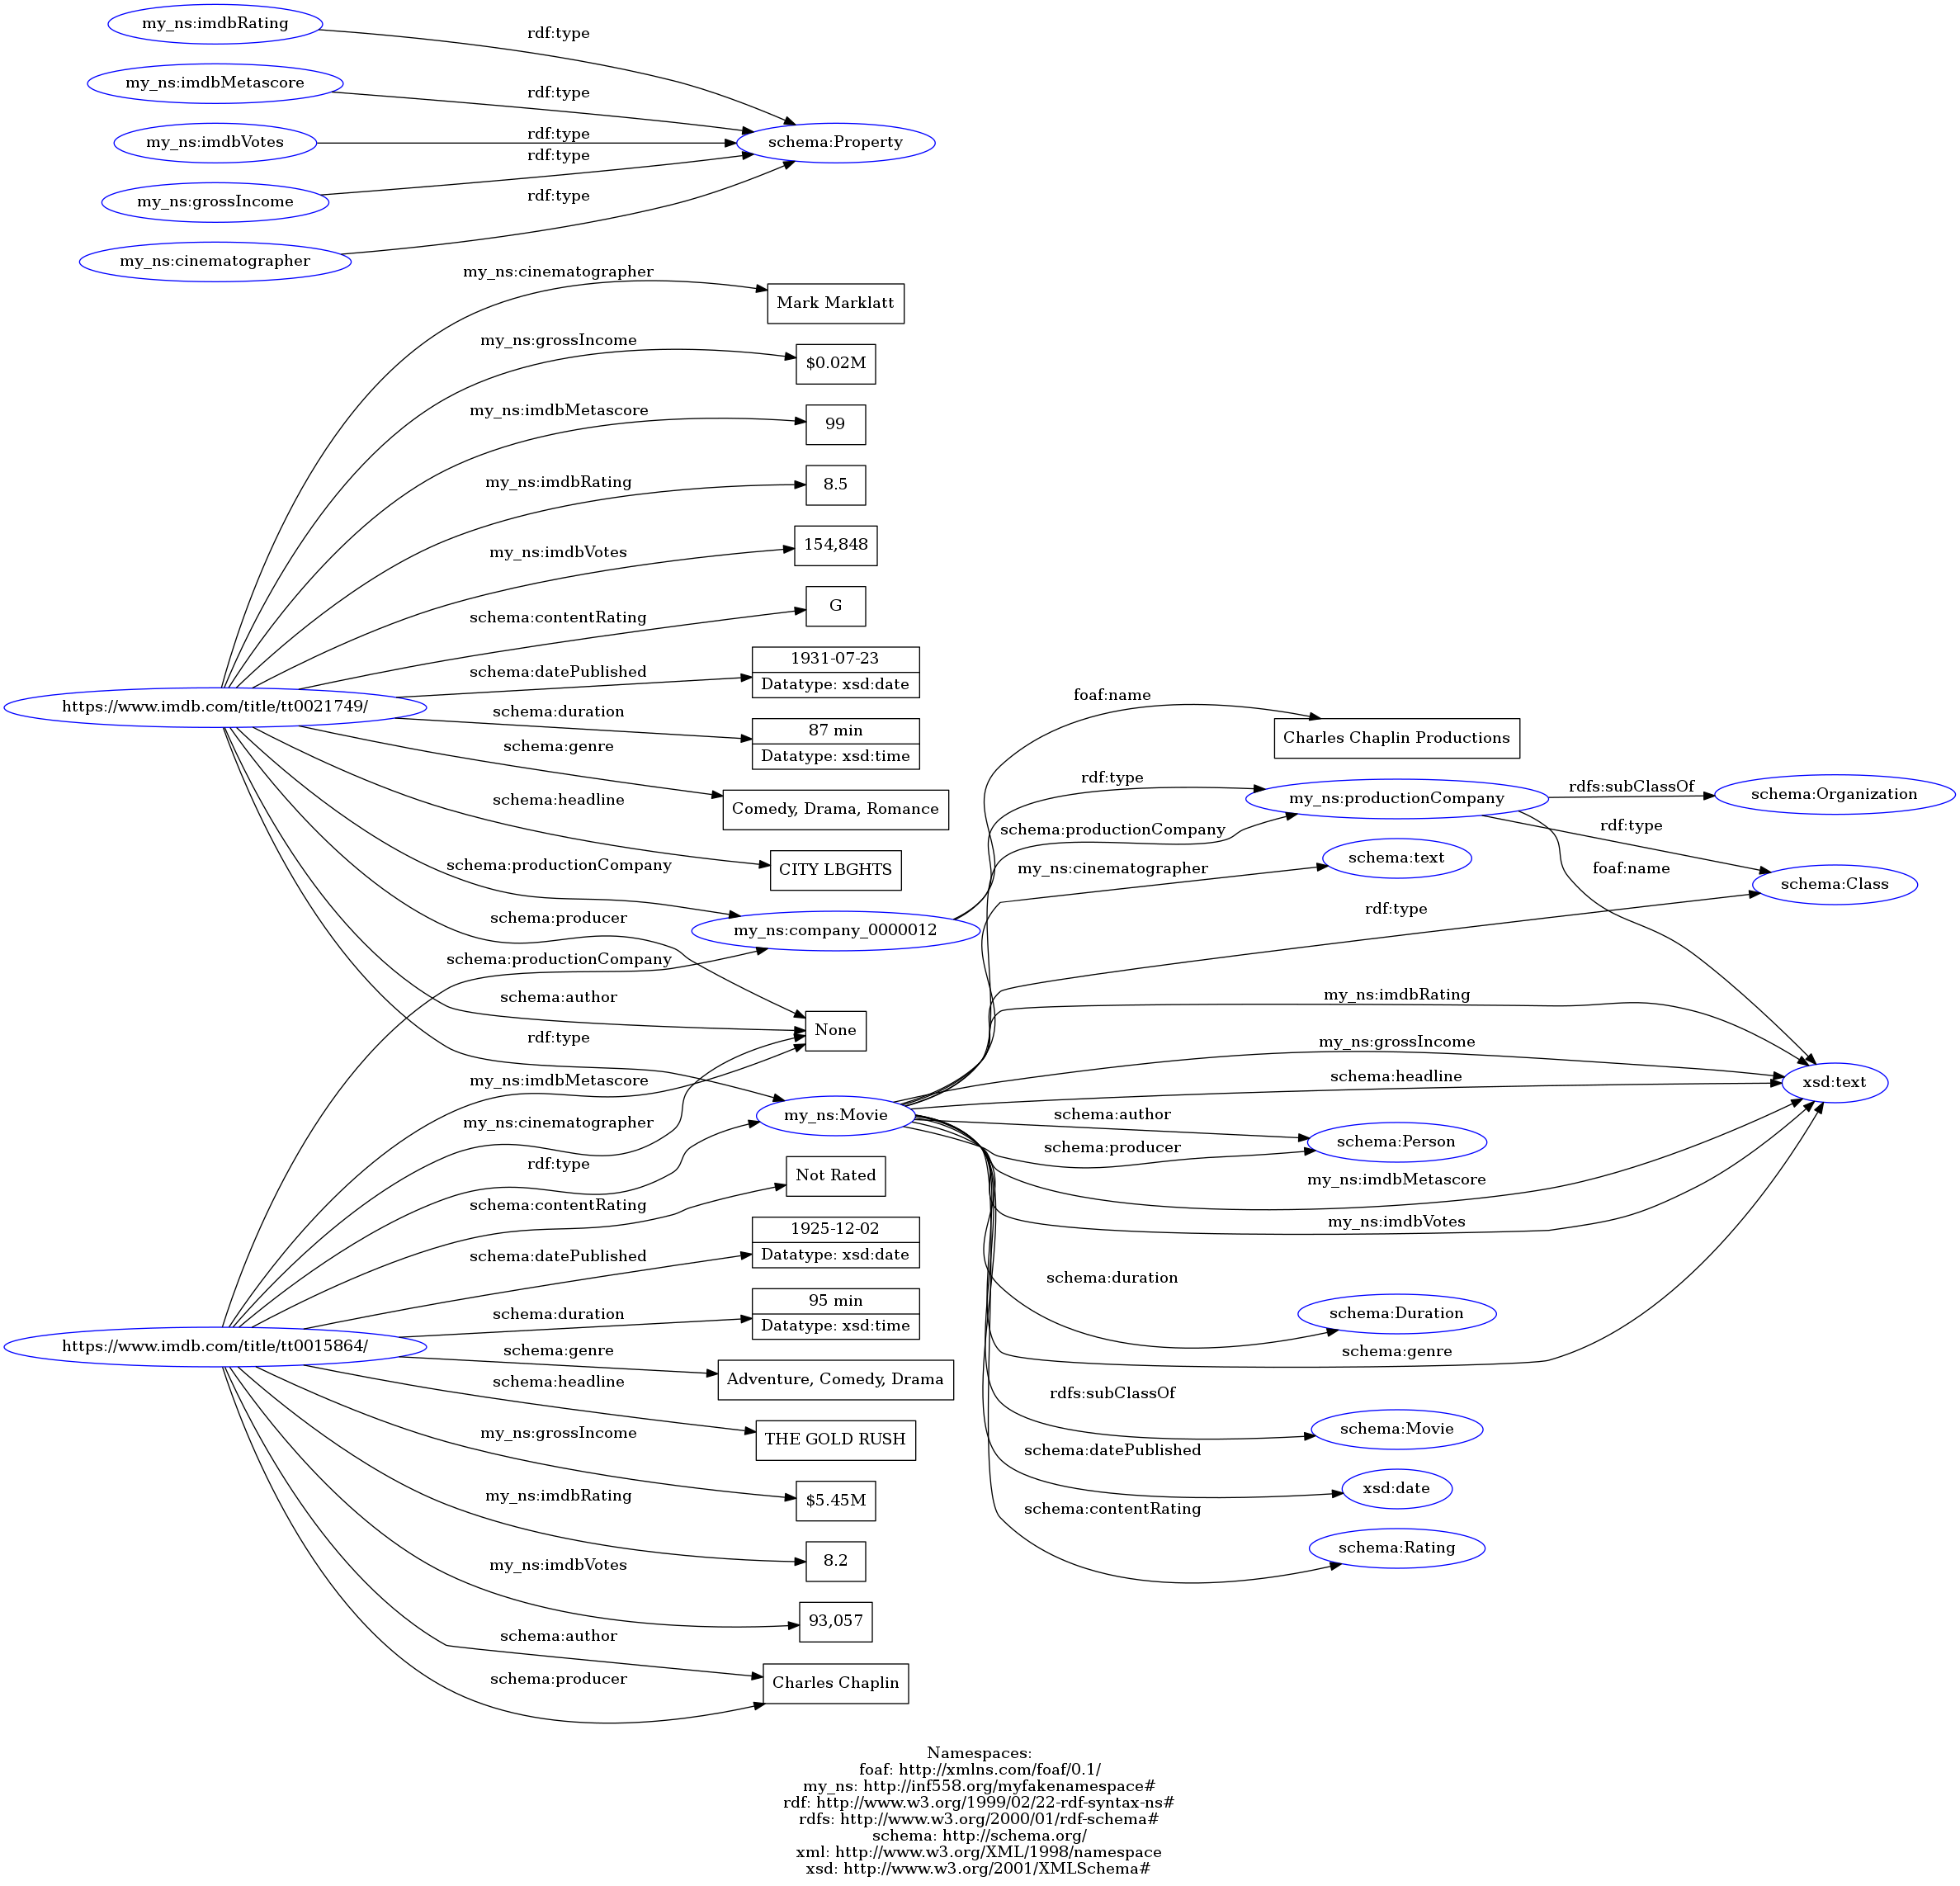 my_ns:imdbRating
rdf:type
my_ns:imdbMetascore
rdf:type
my_ns:imdbVotes
rdf:type
schema:Property
rdf:type
my_ns:grossIncome
rdf:type
my_ns:cinematographer
my_ns:cinematographer
Mark Marklatt
my_ns:grossIncome
$0.02M
my_ns:imdbMetascore
99
my_ns:imdbRating
8.5
my_ns:imdbVotes
154,848
schema:contentRating
G
schema:datePublished
1931-07-23
Datatype: xsd:date
https://www.imdb.com/title/tt0021749/
schema:duration
87 min
Datatype: xsd:time
schema:genre
Comedy, Drama, Romance
schema:headline
CITY LBGHTS
schema:productionCompany
my_ns:company_0000012
schema:producer
schema:productionCompany
schema:author
None
rdf:type
my_ns:imdbMetascore
my_ns:cinematographer
my_ns:Movie
rdf:type
Not Rated
schema:contentRating
1925-12-02
Datatype: xsd:date
schema:datePublished
95 min
Datatype: xsd:time
schema:duration
https://www.imdb.com/title/tt0015864/
schema:genre
Adventure, Comedy, Drama
schema:headline
THE GOLD RUSH
my_ns:grossIncome
$5.45M
my_ns:imdbRating
8.2
my_ns:imdbVotes
93,057
schema:author
schema:producer
Charles Chaplin
foaf:name
Charles Chaplin Productions
rdf:type
my_ns:productionCompany
rdfs:subClassOf
schema:Organization
schema:productionCompany
rdf:type
my_ns:cinematographer
schema:text
foaf:name
schema:Class
rdf:type
my_ns:imdbRating
my_ns:grossIncome
schema:headline
xsd:text
schema:author
schema:Person
schema:producer
my_ns:imdbMetascore
my_ns:imdbVotes
schema:duration
schema:Duration
schema:genre
rdfs:subClassOf
schema:Movie
schema:datePublished
xsd:date
schema:contentRating
schema:Rating
Namespaces:
foaf: http://xmlns.com/foaf/0.1/
my_ns: http://inf558.org/myfakenamespace#
rdf: http://www.w3.org/1999/02/22-rdf-syntax-ns#
rdfs: http://www.w3.org/2000/01/rdf-schema#
schema: http://schema.org/
xml: http://www.w3.org/XML/1998/namespace
xsd: http://www.w3.org/2001/XMLSchema#